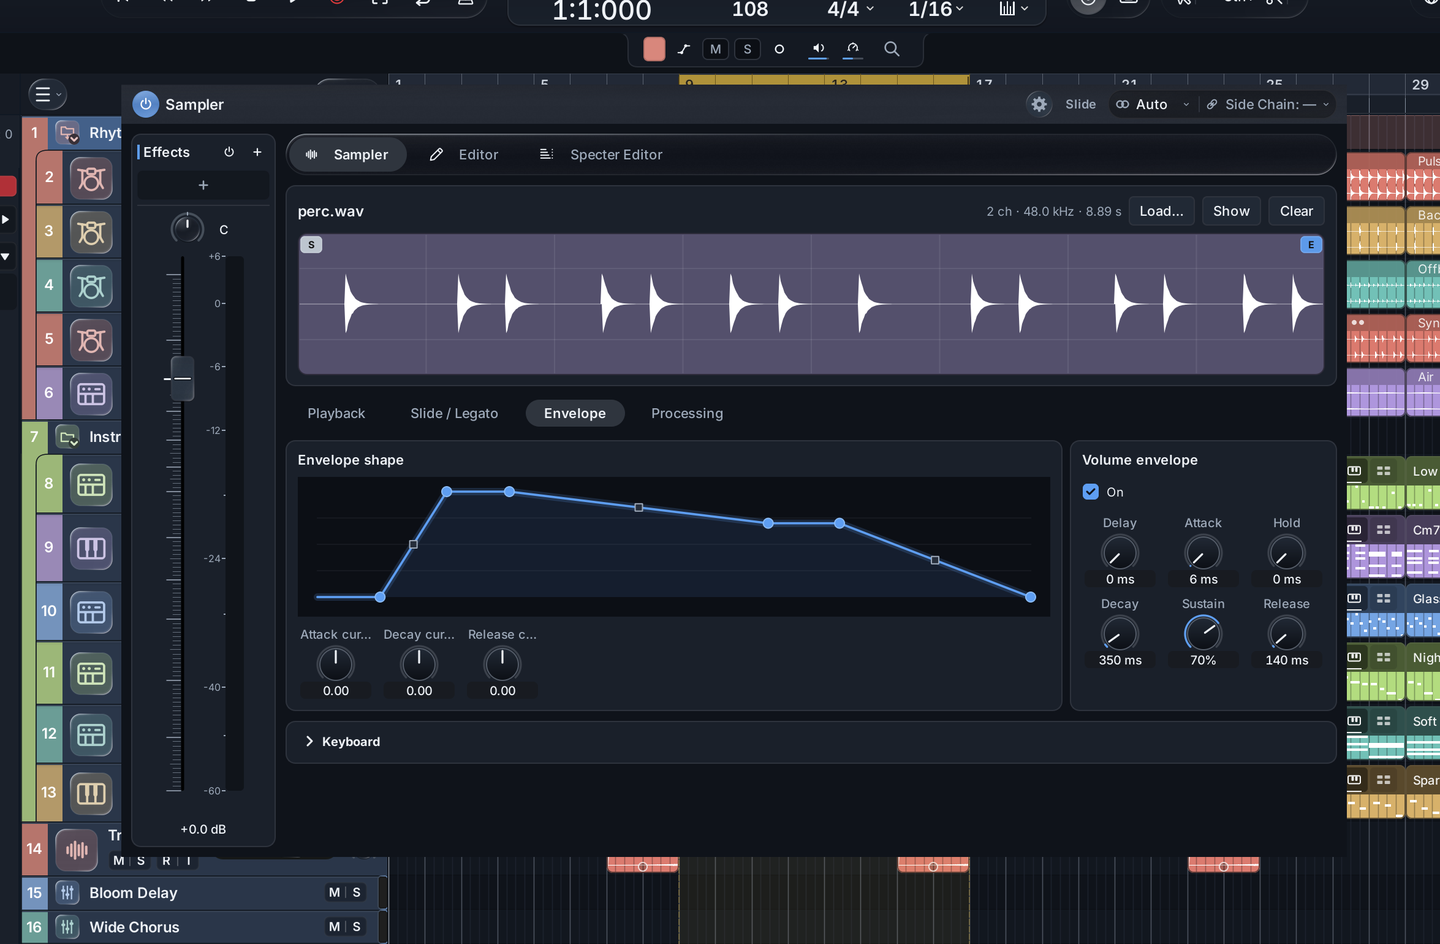 1:1:000
108
4/4
1/16
M
S
1
5
9
13
17
21
25
29
Sampler
Slide
Auto
Side Chain: —
0
1
Rhyt
2
3
4
5
6
7
Instr
8
9
10
11
12
13
14
Tr
M S R I
15
Bloom Delay
M S
16
Wide Chorus
M S
Effects
+
+
C
+6
0
-6
-12
-24
-40
-60
+0.0 dB
Sampler
Editor
Specter Editor
perc.wav
2 ch · 48.0 kHz · 8.89 s
Load...
Show
Clear
S
E
Playback
Slide / Legato
Envelope
Processing
Envelope shape
Attack cur...
Decay cur...
Release c...
0.00
0.00
0.00
Volume envelope
On
Delay
Attack
Hold
0 ms
6 ms
0 ms
Decay
Sustain
Release
350 ms
70%
140 ms
Keyboard
Puls
Bac
Offl
Syn
Air
Low
Cm7
Glas
Nigh
Soft
Spar